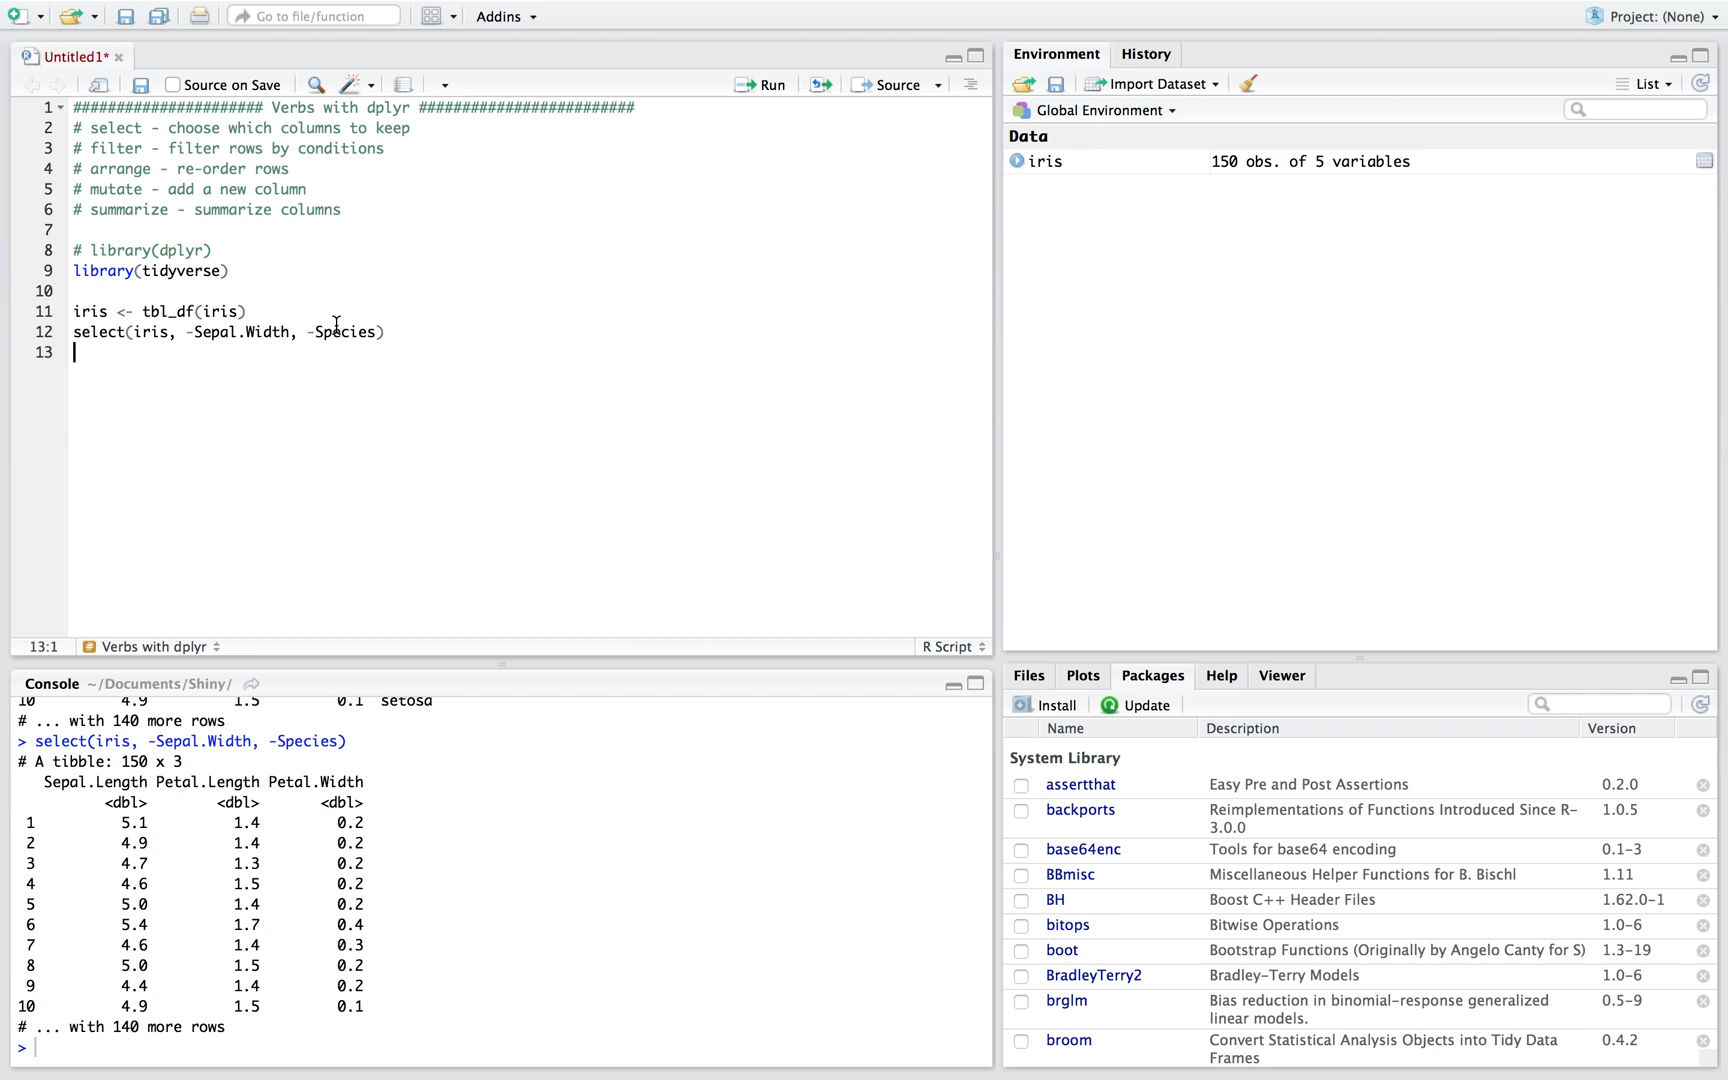 Go to file/function
Addins
Project: (None)
Untitled1*
Source on Save
Run
Source
1 ###################### Verbs with dplyr #########################
2 # select - choose which columns to keep
3 # filter - filter rows by conditions
4 # arrange - re-order rows
5 # mutate - add a new column
6 # summarize - summarize columns
7
8 # library(dplyr)
9 library(tidyverse)
10
11 iris <- tbl_df(iris)
12 select(iris, -Sepal.Width, -Species)
13
13:1 # Verbs with dplyr
R Script
Console ~/Documents/Shiny/
10 4.9 1.5 0.1 setosa
# ... with 140 more rows
> select(iris, -Sepal.Width, -Species)
# A tibble: 150 x 3
Sepal.Length Petal.Length Petal.Width
<dbl> <dbl> <dbl>
1 5.1 1.4 0.2
2 4.9 1.4 0.2
3 4.7 1.3 0.2
4 4.6 1.5 0.2
5 5.0 1.4 0.2
6 5.4 1.7 0.4
7 4.6 1.4 0.3
8 5.0 1.5 0.2
9 4.4 1.4 0.2
10 4.9 1.5 0.1
# ... with 140 more rows
>
Environment History
Import Dataset
List
Global Environment
Data
iris 150 obs. of 5 variables
Files Plots Packages Help Viewer
Install Update
Name Description Version
System Library
assertthat Easy Pre and Post Assertions 0.2.0
backports Reimplementations of Functions Introduced Since R- 1.0.5
3.0.0
base64enc Tools for base64 encoding 0.1-3
BBmisc Miscellaneous Helper Functions for B. Bischl 1.11
BH Boost C++ Header Files 1.62.0-1
bitops Bitwise Operations 1.0-6
boot Bootstrap Functions (Originally by Angelo Canty for S) 1.3-19
BradleyTerry2 Bradley-Terry Models 1.0-6
brglm Bias reduction in binomial-response generalized 0.5-9
linear models.
broom Convert Statistical Analysis Objects into Tidy Data 0.4.2
Frames